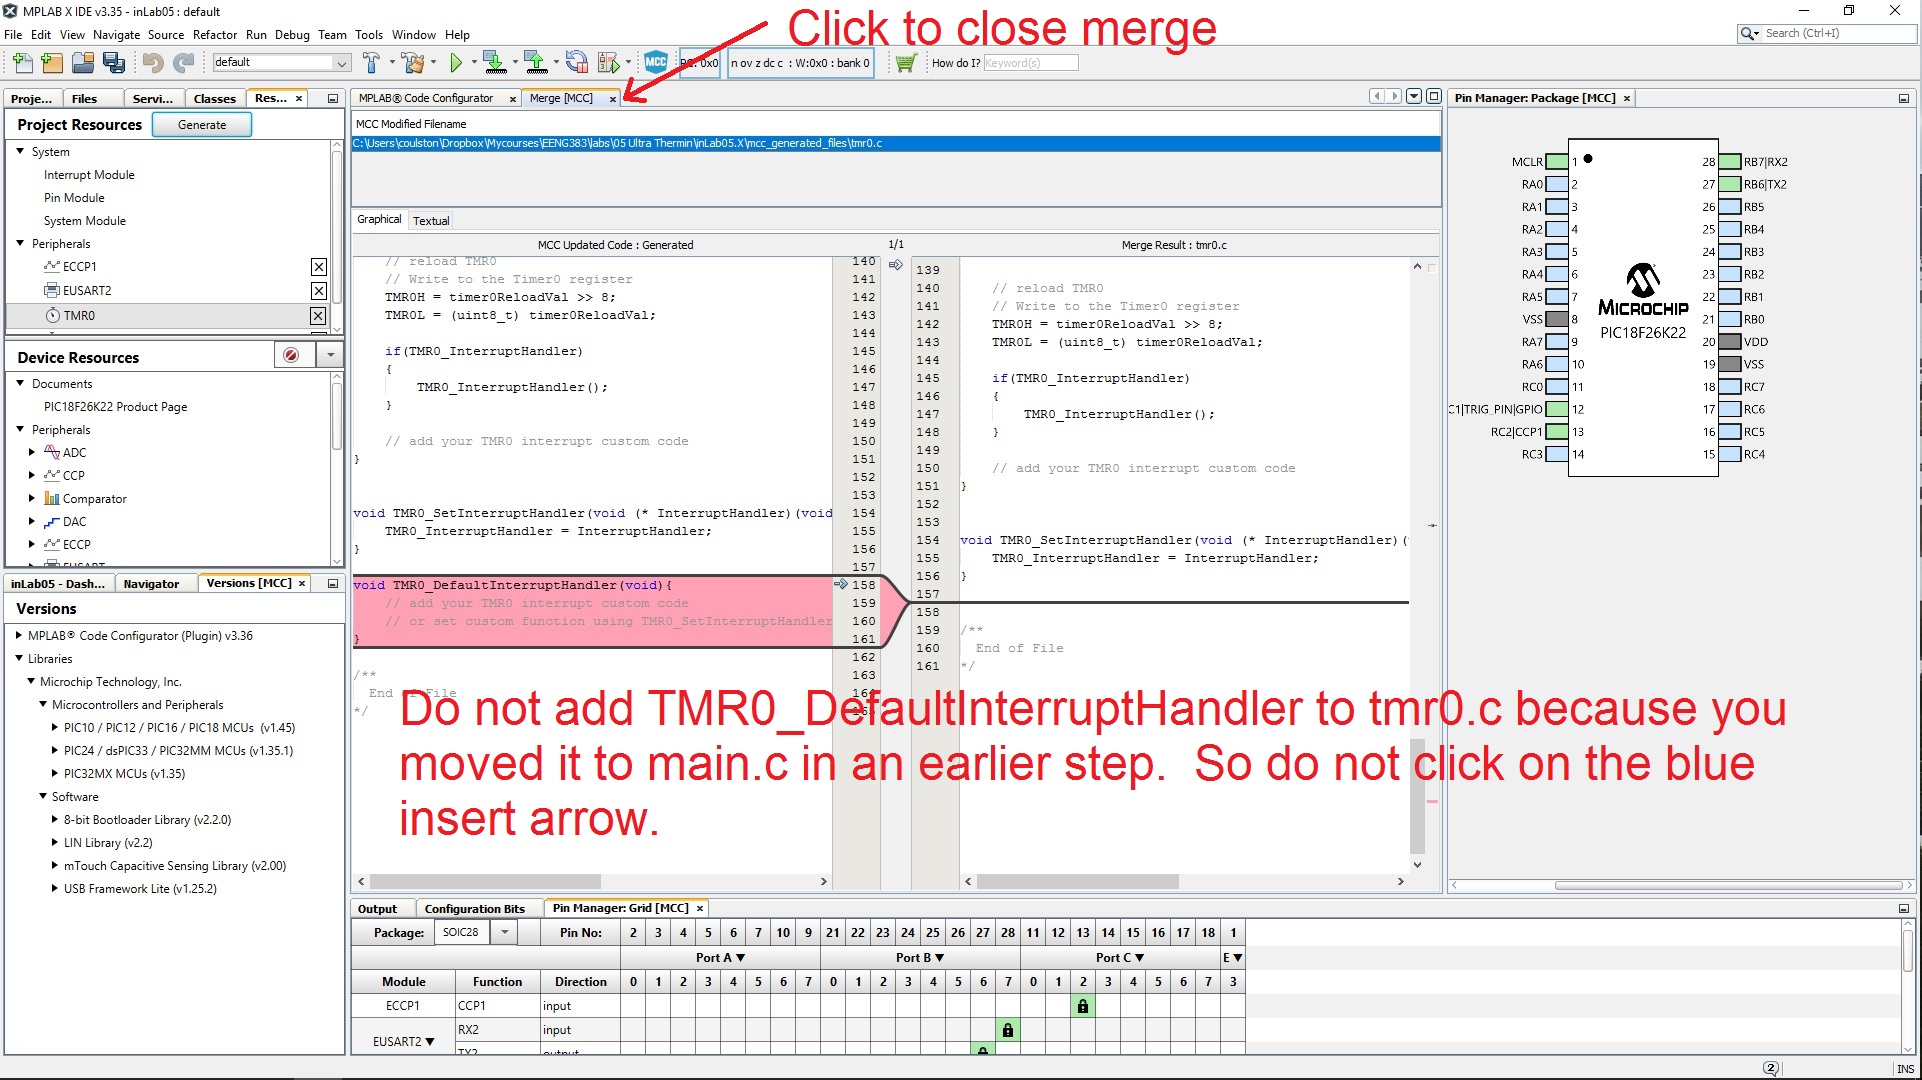 MPLAB X IDE v3.35 - inLab05 : default
File Edit View Navigate Source Refactor Run Debug Team Tools Window Help
Search (Ctrl+I)
Click to close merge
default
MCC
PC: 0x0
n ov z dc c : W:0x0 : bank 0
How do I?
Keyword(s)
Proje... Files Servi... Classes Res...
Project Resources
Generate
System
Interrupt Module
Pin Module
System Module
Peripherals
ECCP1
EUSART2
TMR0
Device Resources
Documents
PIC18F26K22 Product Page
Peripherals
ADC
CCP
Comparator
DAC
ECCP
EUSART
inLab05 - Dash... Navigator Versions [MCC]
Versions
MPLAB® Code Configurator (Plugin) v3.36
Libraries
Microchip Technology, Inc.
Microcontrollers and Peripherals
PIC10 / PIC12 / PIC16 / PIC18 MCUs (v1.45)
PIC24 / dsPIC33 / PIC32MM MCUs (v1.35.1)
PIC32MX MCUs (v1.35)
Software
8-bit Bootloader Library (v2.2.0)
LIN Library (v2.2)
mTouch Capacitive Sensing Library (v2.00)
USB Framework Lite (v1.25.2)
MPLAB® Code Configurator Merge [MCC]
MCC Modified Filename
C:\Users\coulston\Dropbox\Mycourses\EENG383\labs\05 Ultra Thermin\inLab05.X\mcc_generated_files\tmr0.c
Graphical Textual
MCC Updated Code : Generated 1/1 Merge Result : tmr0.c
// reload TMR0 140
// Write to the Timer0 register 141
TMR0H = timer0ReloadVal >> 8; 142
TMR0L = (uint8_t) timer0ReloadVal; 143
144
if(TMR0_InterruptHandler) 145
{ 146
TMR0_InterruptHandler(); 147
} 148
149
// add your TMR0 interrupt custom code 150
} 151
152
153
void TMR0_SetInterruptHandler(void (* InterruptHandler)(void 154
TMR0_InterruptHandler = InterruptHandler; 155
} 156
157
void TMR0_DefaultInterruptHandler(void){ 158
// add your TMR0 interrupt custom code 159
// or set custom function using TMR0_SetInterruptHandler 160
} 161
162
/** 163
End of File 164
*/
139
140 // reload TMR0
141 // Write to the Timer0 register
142 TMR0H = timer0ReloadVal >> 8;
143 TMR0L = (uint8_t) timer0ReloadVal;
144
145 if(TMR0_InterruptHandler)
146 {
147 TMR0_InterruptHandler();
148 }
149
150 // add your TMR0 interrupt custom code
151 }
152
153
154 void TMR0_SetInterruptHandler(void (* InterruptHandler)(
155 TMR0_InterruptHandler = InterruptHandler;
156 }
157
158
159 /**
160 End of File
161 */
Do not add TMR0_DefaultInterruptHandler to tmr0.c because you
moved it to main.c in an earlier step. So do not click on the blue
insert arrow.
Pin Manager: Package [MCC]
MCLR 1 28 RB7|RX2
RA0 2 27 RB6|TX2
RA1 3 26 RB5
RA2 4 25 RB4
RA3 5 24 RB3
RA4 6 23 RB2
RA5 7 22 RB1
VSS 8 21 RB0
RA7 9 20 VDD
RA6 10 19 VSS
RC0 11 18 RC7
C1|TRIG_PIN|GPIO 12 17 RC6
RC2|CCP1 13 16 RC5
RC3 14 15 RC4
MICROCHIP
PIC18F26K22
Output Configuration Bits Pin Manager: Grid [MCC]
Package: SOIC28 Pin No: 2 3 4 5 6 7 10 9 21 22 23 24 25 26 27 28 11 12 13 14 15 16 17 18 1
Port A ▼ Port B ▼ Port C ▼ E ▼
Module Function Direction 0 1 2 3 4 5 6 7 0 1 2 3 4 5 6 7 0 1 2 3 4 5 6 7 3
ECCP1 CCP1 input
EUSART2 ▼ RX2 input
TX2 output
2
INS